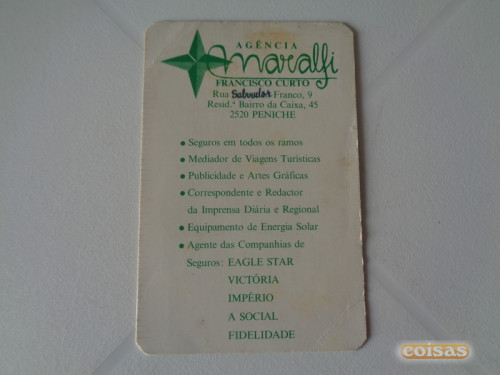 AGÊNCIA
Amaralfi
FRANCISCO CURTO
Rua Salvador Franco, 9
Resid.ª Bairro da Caixa, 45
2520 PENICHE
• Seguros em todos os ramos
• Mediador de Viagens Turísticas
• Publicidade e Artes Gráficas
• Correspondente e Redactor
da Imprensa Diária e Regional
• Equipamento de Energia Solar
• Agente das Companhias de
Seguros: EAGLE STAR
VICTÓRIA
IMPÉRIO
A SOCIAL
FIDELIDADE
coisas